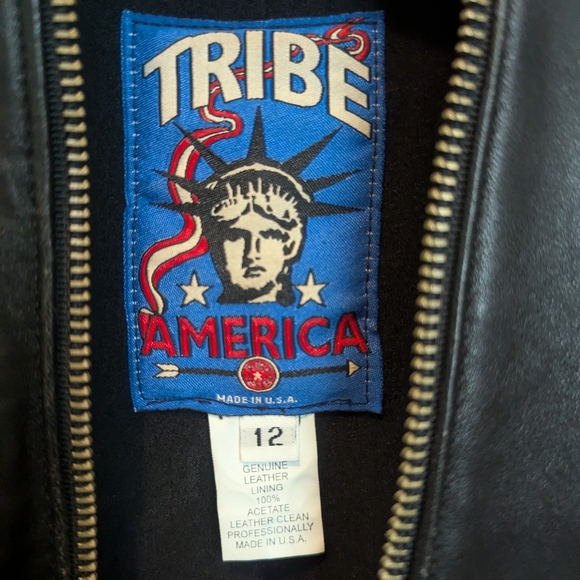 TRIBE
AMERICA
MADE IN U.S.A.
12
GENUINE
LEATHER
LINING
100%
ACETATE
LEATHER CLEAN
PROFESSIONALLY
MADE IN U.S.A.